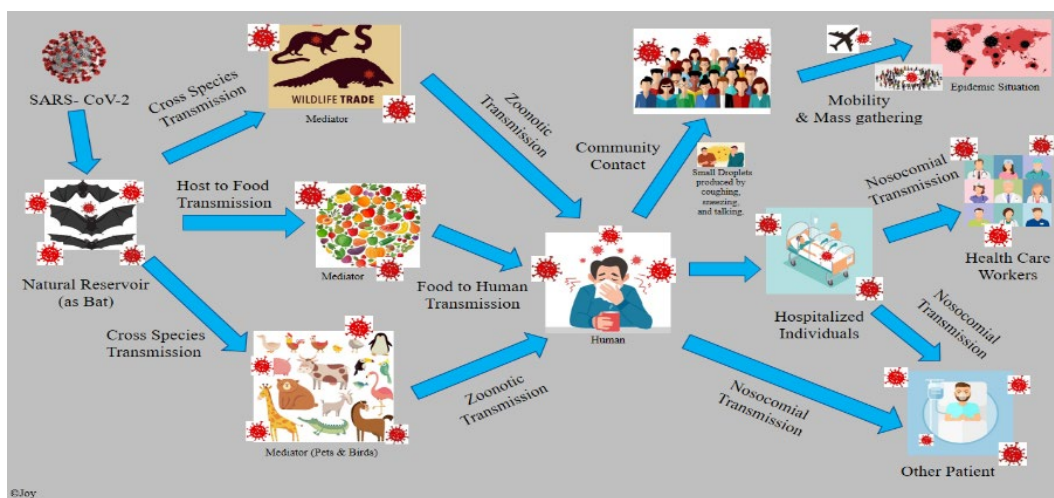 SARS- CoV-2
Cross Species
Transmission
$
WILDLIFE TRADE
Mediator
Zoonotic
Transmission
Community
Contact
Small Droplets
produced by
coughing,
sneezing,
and talking.
Mobility
& Mass gathering
Epidemic Situation
Natural Reservoir
(as Bat)
Host to Food
Transmission
Mediator
Food to Human
Transmission
Human
Hospitalized
Individuals
Nosocomial
Transmission
Health Care
Workers
Nosocomial
Transmission
Cross Species
Transmission
Mediator (Pets & Birds)
Zoonotic
Transmission
Nosocomial
Transmission
Other Patient
©Joy